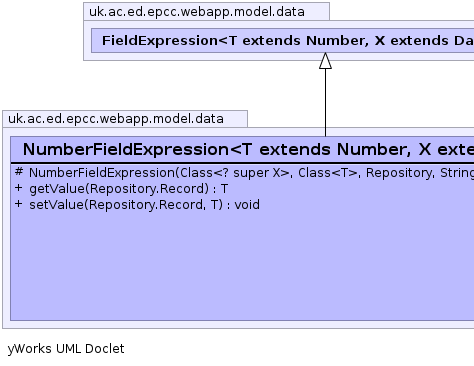 uk.ac.ed.epcc.webapp.model.data
FieldExpression<T extends Number, X extends Da
uk.ac.ed.epcc.webapp.model.data
NumberFieldExpression<T extends Number, X exte
# NumberFieldExpression(Class<? super X>, Class<T>, Repository, String
+ getValue(Repository.Record) : T
+ setValue(Repository.Record, T) : void
yWorks UML Doclet